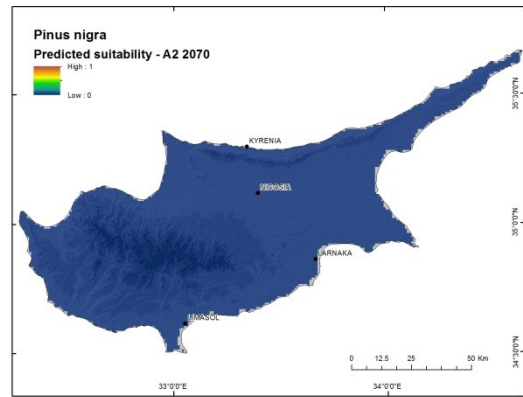 Pinus nigra
Predicted suitability - A2 2070
High : 1
Low : 0
KYRENIA
NICOSIA
LARNAKA
LIMASOL
35°30'0"N
35°0'0"N
34°30'0"N
0 12.5 25 50 Km
33°0'0"E 34°0'0"E